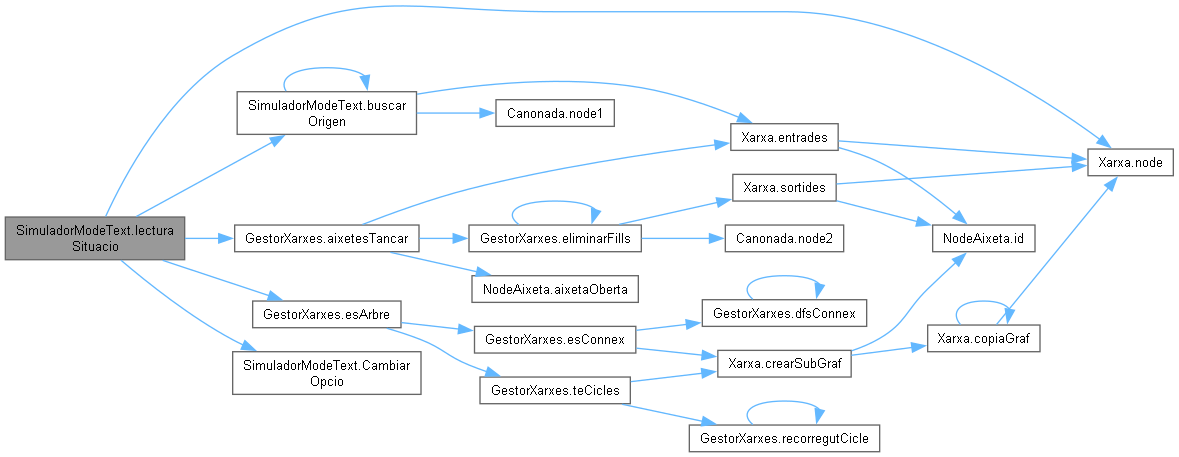 SimuladorModeText.lectura
Situacio
SimuladorModeText.buscar
Origen
Canonada.node1
Xarxa.entrades
Xarxa.node
Xarxa.sortides
GestorXarxes.aixetesTancar
GestorXarxes.eliminarFills
Canonada.node2
NodeAixeta.id
NodeAixeta.aixetaOberta
GestorXarxes.esArbre
GestorXarxes.dfsConnex
GestorXarxes.esConnex
Xarxa.copiaGraf
SimuladorModeText.Cambiar
Opcio
Xarxa.crearSubGraf
GestorXarxes.teCicles
GestorXarxes.recorregutCicle